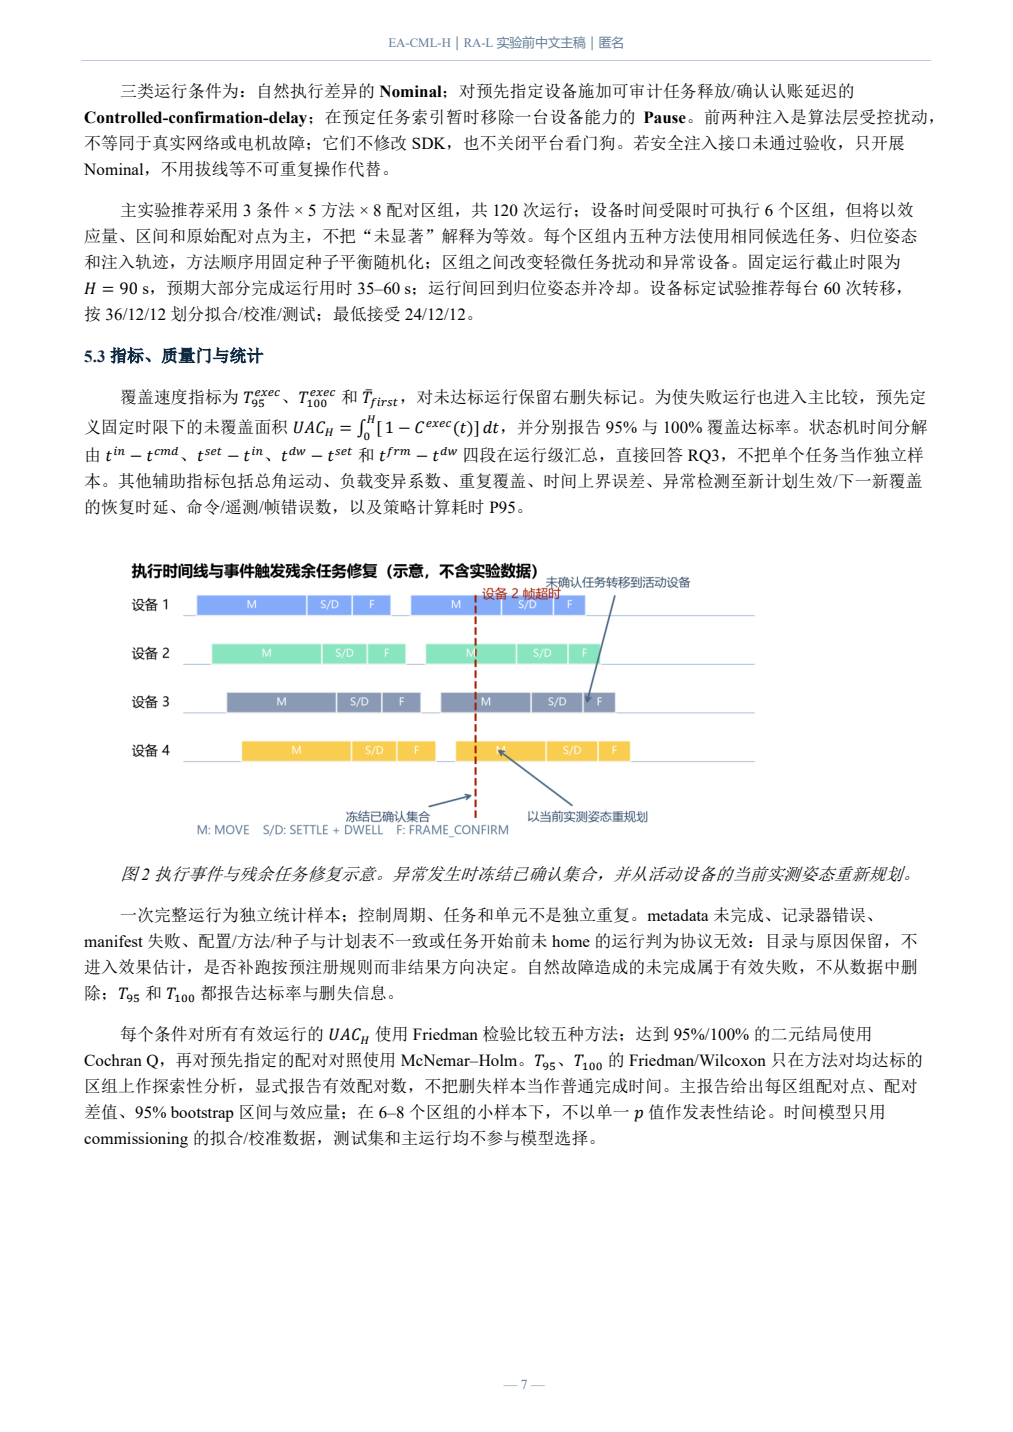 EA-CML-H｜RA-L 实验前中文主稿｜匿名
三类运行条件为：自然执行差异的 Nominal；对预先指定设备施加可审计任务释放/确认认账延迟的
Controlled-confirmation-delay；在预定任务索引暂时移除一台设备能力的 Pause。前两种注入是算法层受控扰动，
不等同于真实网络或电机故障；它们不修改 SDK，也不关闭平台看门狗。若安全注入接口未通过验收，只开展
Nominal，不用拔线等不可重复操作代替。
主实验推荐采用 3 条件 × 5 方法 × 8 配对区组，共 120 次运行；设备时间受限时可执行 6 个区组，但将以效
应量、区间和原始配对点为主，不把“未显著”解释为等效。每个区组内五种方法使用相同候选任务、归位姿态
和注入轨迹，方法顺序用固定种子平衡随机化；区组之间改变轻微任务扰动和异常设备。固定运行截止时限为
H = 90 s，预期大部分完成运行用时 35–60 s；运行间回到归位姿态并冷却。设备标定试验推荐每台 60 次转移，
按 36/12/12 划分拟合/校准/测试；最低接受 24/12/12。
5.3 指标、质量门与统计
覆盖速度指标为 T_95^exec、T_100^exec 和 T̄_first，对未达标运行保留右删失标记。为使失败运行也进入主比较，预先定
义固定时限下的未覆盖面积 UAC_H = ∫_0^H [1 − C^exec(t)] dt，并分别报告 95% 与 100% 覆盖达标率。状态机时间分解
由 t^in − t^cmd、t^set − t^in、t^dw − t^set 和 t^frm − t^dw 四段在运行级汇总，直接回答 RQ3，不把单个任务当作独立样
本。其他辅助指标包括总角运动、负载变异系数、重复覆盖、时间上界误差、异常检测至新计划生效/下一新覆盖
的恢复时延、命令/遥测/帧错误数，以及策略计算耗时 P95。
执行时间线与事件触发残余任务修复（示意，不含实验数据）
未确认任务转移到活动设备
设备 2 帧超时
设备 1 M S/D F M S/D F
设备 2 M S/D F M S/D F
设备 3 M S/D F M S/D F
设备 4 M S/D F M S/D F
冻结已确认集合 以当前实测姿态重规划
M: MOVE S/D: SETTLE + DWELL F: FRAME_CONFIRM
图 2 执行事件与残余任务修复示意。异常发生时冻结已确认集合，并从活动设备的当前实测姿态重新规划。
一次完整运行为独立统计样本；控制周期、任务和单元不是独立重复。metadata 未完成、记录器错误、
manifest 失败、配置/方法/种子与计划表不一致或任务开始前未 home 的运行判为协议无效：目录与原因保留，不
进入效果估计，是否补跑按预注册规则而非结果方向决定。自然故障造成的未完成属于有效失败，不从数据中删
除；T_95 和 T_100 都报告达标率与删失信息。
每个条件对所有有效运行的 UAC_H 使用 Friedman 检验比较五种方法；达到 95%/100% 的二元结局使用
Cochran Q，再对预先指定的配对对照使用 McNemar–Holm。T_95、T_100 的 Friedman/Wilcoxon 只在方法对均达标的
区组上作探索性分析，显式报告有效配对数，不把删失样本当作普通完成时间。主报告给出每区组配对点、配对
差值、95% bootstrap 区间与效应量；在 6–8 个区组的小样本下，不以单一 p 值作发表性结论。时间模型只用
commissioning 的拟合/校准数据，测试集和主运行均不参与模型选择。
— 7 —